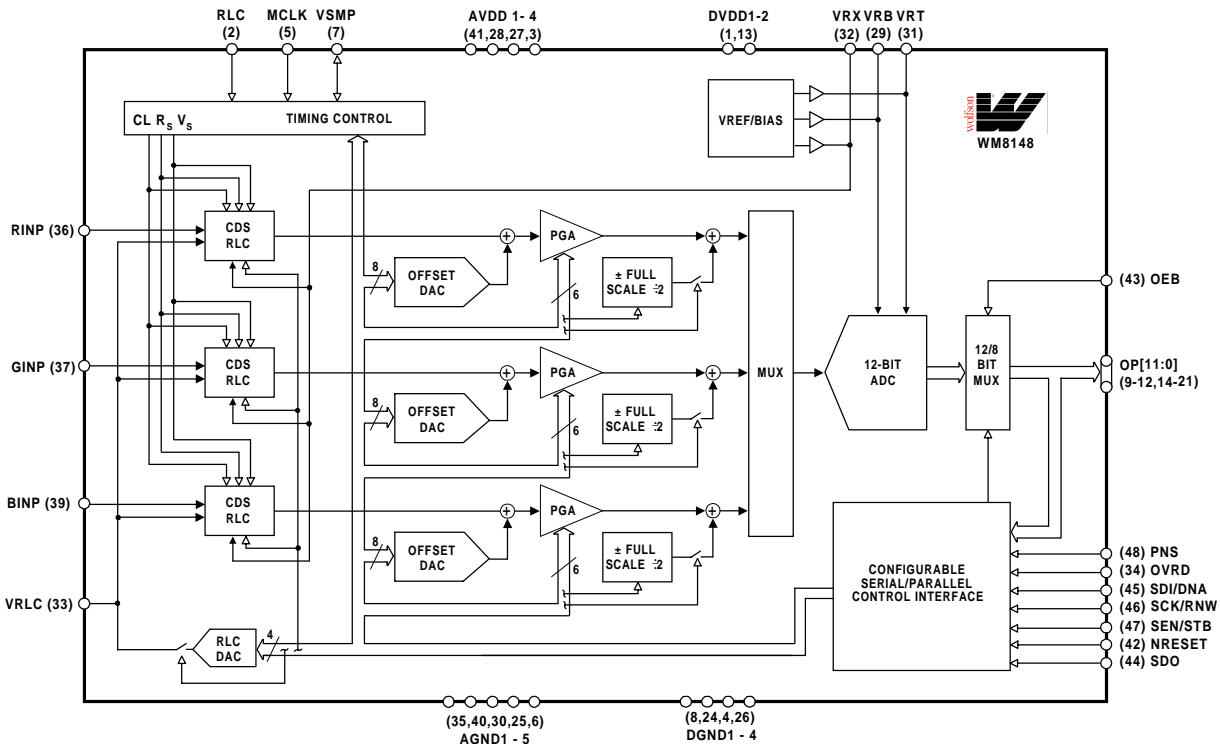 RLC
(2)
MCLK
(5)
VSMP
(7)
AVDD 1- 4
(41,28,27,3)
DVDD1-2
(1,13)
VRX
(32)
VRB
(29)
VRT
(31)
CL RS VS TIMING CONTROL
VREF/BIAS
wolfson
WM8148
RINP (36)
CDS
RLC
+
PGA
+
8
OFFSET
DAC
6
± FULL
SCALE ÷2
(43) OEB
GINP (37)
CDS
RLC
+
PGA
+
MUX
12-BIT
ADC
12/8
BIT
MUX
OP[11:0]
(9-12,14-21)
8
OFFSET
DAC
6
± FULL
SCALE ÷2
BINP (39)
CDS
RLC
+
PGA
+
8
OFFSET
DAC
6
± FULL
SCALE ÷2
CONFIGURABLE
SERIAL/PARALLEL
CONTROL INTERFACE
(48) PNS
(34) OVRD
(45) SDI/DNA
(46) SCK/RNW
(47) SEN/STB
(42) NRESET
(44) SDO
VRLC (33)
RLC
DAC
4
(35,40,30,25,6)
AGND1 - 5
(8,24,4,26)
DGND1 - 4